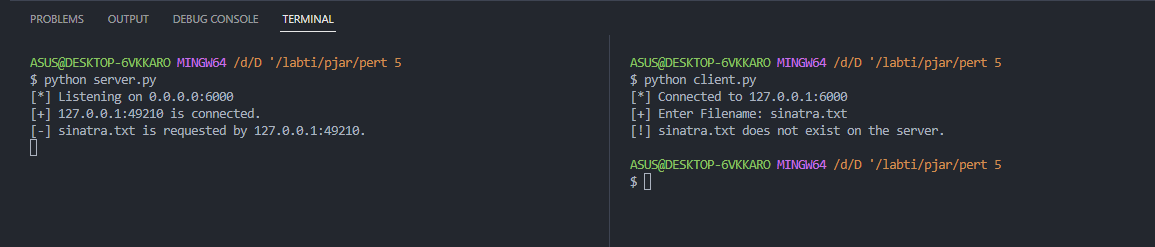 PROBLEMS OUTPUT DEBUG CONSOLE TERMINAL
ASUS@DESKTOP-6VKKARO MINGW64 /d/D '/labti/pjar/pert 5
$ python server.py
[*] Listening on 0.0.0.0:6000
[+] 127.0.0.1:49210 is connected.
[-] sinatra.txt is requested by 127.0.0.1:49210.
ASUS@DESKTOP-6VKKARO MINGW64 /d/D '/labti/pjar/pert 5
$ python client.py
[*] Connected to 127.0.0.1:6000
[+] Enter Filename: sinatra.txt
[!] sinatra.txt does not exist on the server.
ASUS@DESKTOP-6VKKARO MINGW64 /d/D '/labti/pjar/pert 5
$